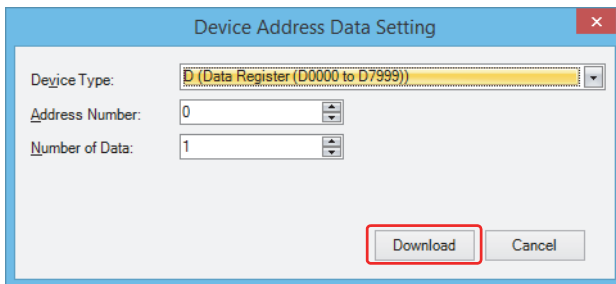 Device Address Data Setting
Device Type: D (Data Register (D0000 to D7999))
Address Number: 0
Number of Data: 1
Download Cancel